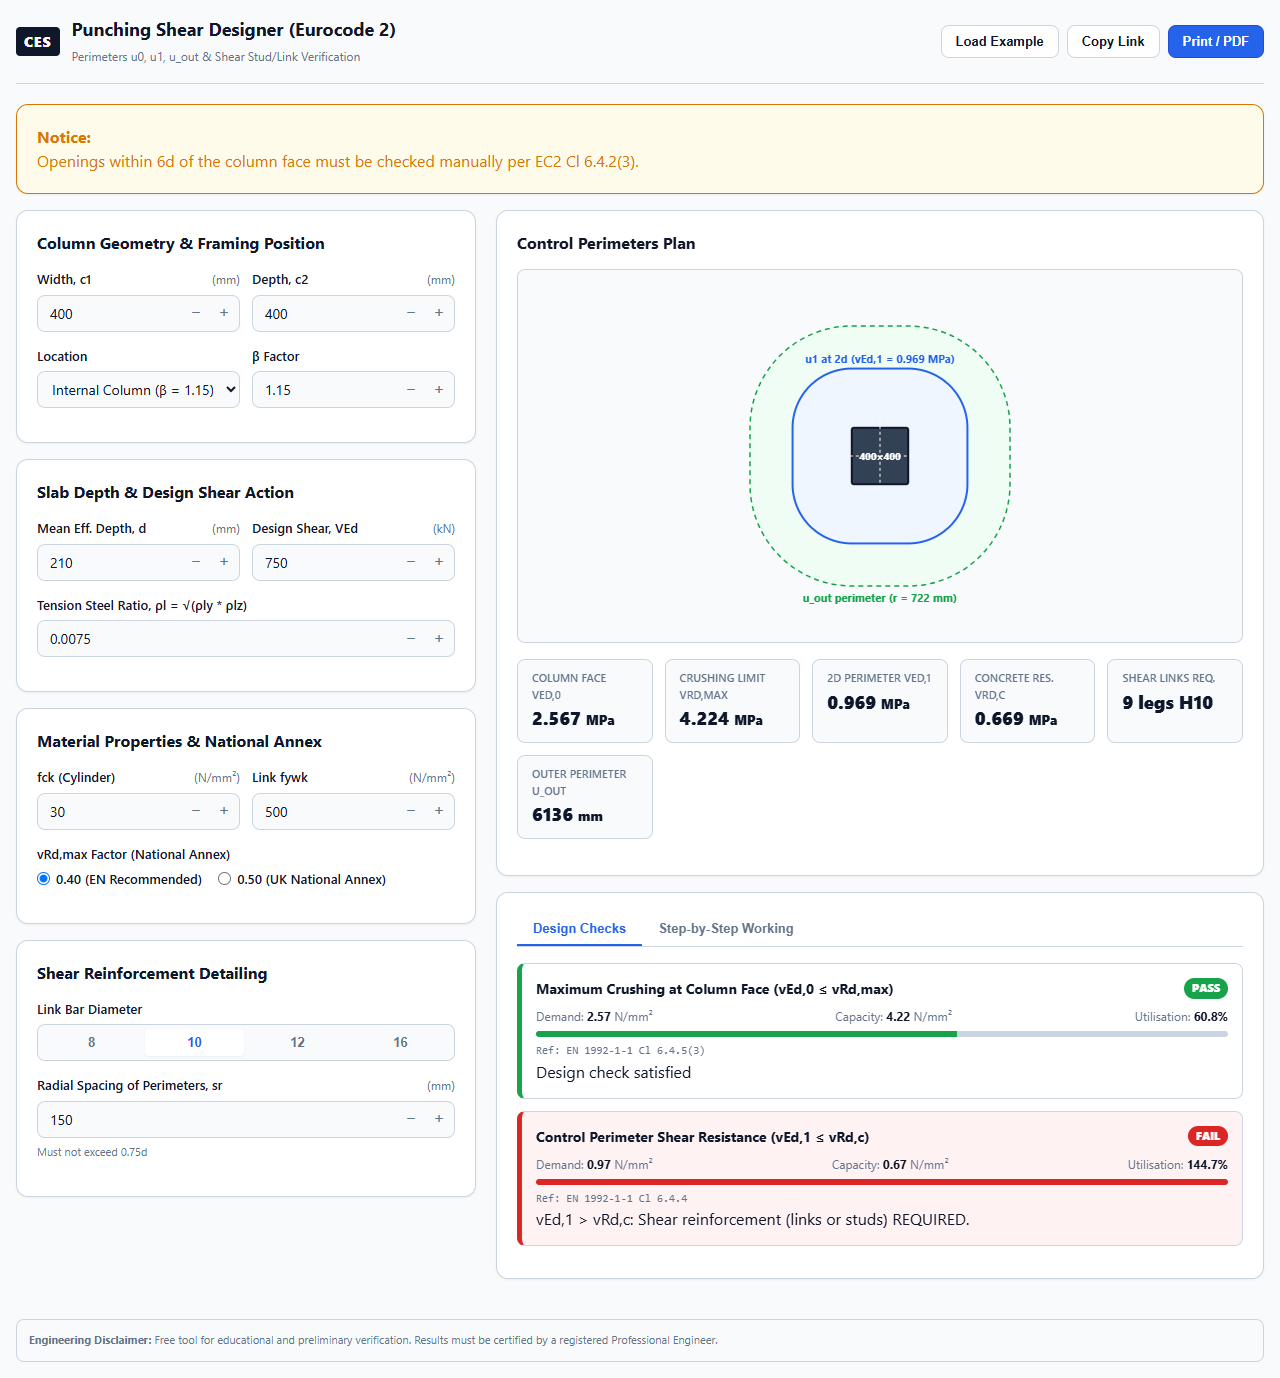 CES
Punching Shear Designer (Eurocode 2)
Perimeters u0, u1, u_out & Shear Stud/Link Verification
Load Example
Copy Link
Print / PDF
Notice:
Openings within 6d of the column face must be checked manually per EC2 Cl 6.4.2(3).
Column Geometry & Framing Position
Width, c1 (mm)
Depth, c2 (mm)
400 − +
400 − +
Location
β Factor
Internal Column (β = 1.15)
1.15 − +
Slab Depth & Design Shear Action
Mean Eff. Depth, d (mm)
Design Shear, VEd (kN)
210 − +
750 − +
Tension Steel Ratio, ρl = √(ρly * ρlz)
0.0075 − +
Material Properties & National Annex
fck (Cylinder) (N/mm²)
Link fywk (N/mm²)
30 − +
500 − +
vRd,max Factor (National Annex)
0.40 (EN Recommended)
0.50 (UK National Annex)
Shear Reinforcement Detailing
Link Bar Diameter
8 10 12 16
Radial Spacing of Perimeters, sr (mm)
150 − +
Must not exceed 0.75d
Control Perimeters Plan
u1 at 2d (vEd,1 = 0.969 MPa)
400x400
u_out perimeter (r = 722 mm)
COLUMN FACE
VED,0
2.567 MPa
CRUSHING LIMIT
VRD,MAX
4.224 MPa
2D PERIMETER VED,1
0.969 MPa
CONCRETE RES.
VRD,C
0.669 MPa
SHEAR LINKS REQ.
9 legs H10
OUTER PERIMETER
U_OUT
6136 mm
Design Checks
Step-by-Step Working
Maximum Crushing at Column Face (vEd,0 ≤ vRd,max)
PASS
Demand: 2.57 N/mm² Capacity: 4.22 N/mm² Utilisation: 60.8%
Ref: EN 1992-1-1 Cl 6.4.5(3)
Design check satisfied
Control Perimeter Shear Resistance (vEd,1 ≤ vRd,c)
FAIL
Demand: 0.97 N/mm² Capacity: 0.67 N/mm² Utilisation: 144.7%
Ref: EN 1992-1-1 Cl 6.4.4
vEd,1 > vRd,c: Shear reinforcement (links or studs) REQUIRED.
Engineering Disclaimer: Free tool for educational and preliminary verification. Results must be certified by a registered Professional Engineer.